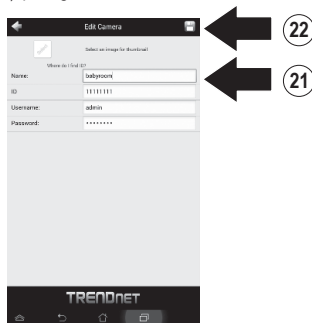 Edit Camera
22
Select an image for thumbnail
Where do I find ID?
Name: babyroom
21
ID 11111111
Username: admin
Password: ••••••••
TRENDNET